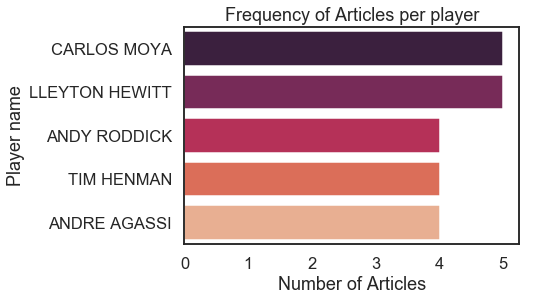 Frequency of Articles per player
CARLOS MOYA
LLEYTON HEWITT
ANDY RODDICK
TIM HENMAN
ANDRE AGASSI
Player name
0 1 2 3 4 5
Number of Articles